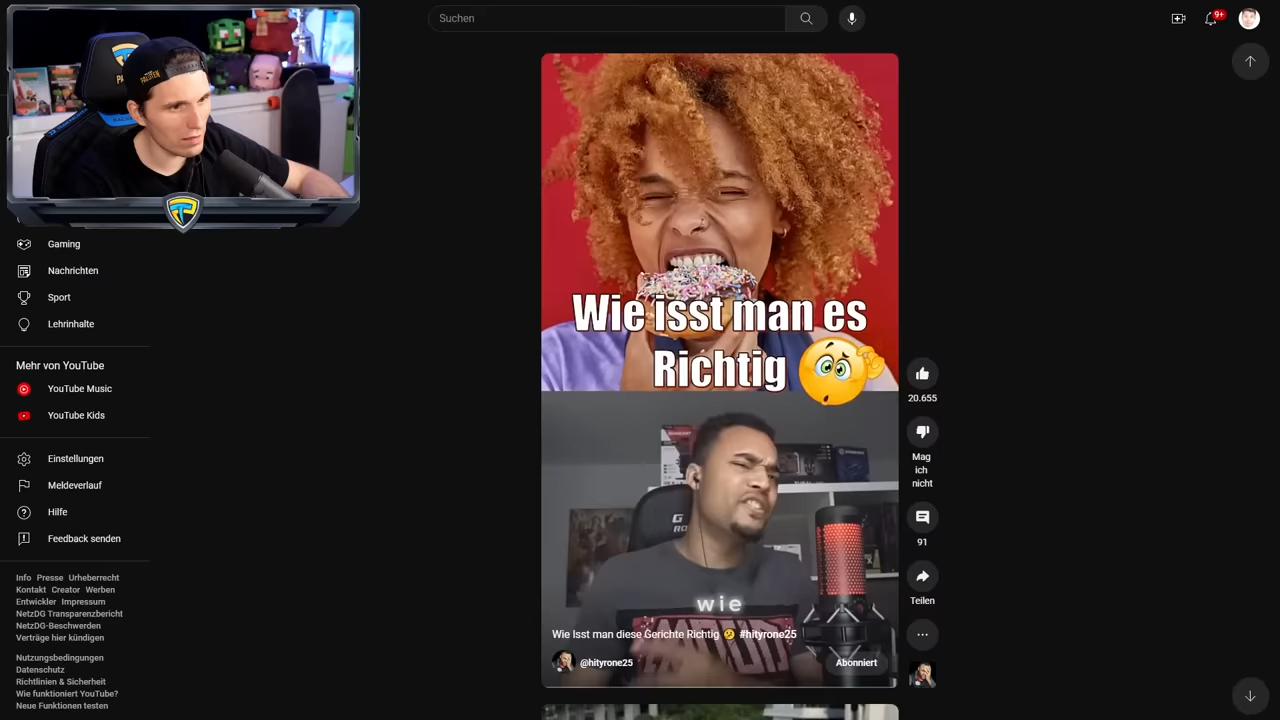 Suchen
9+
Gaming
Nachrichten
Sport
Lehrinhalte
Mehr von YouTube
YouTube Music
YouTube Kids
Einstellungen
Meldeverlauf
Hilfe
Feedback senden
Info Presse Urheberrecht
Kontakt Creator Werben
Entwickler Impressum
NetzDG Transparenzbericht
NetzDG-Beschwerden
Verträge hier kündigen
Nutzungsbedingungen
Datenschutz
Richtlinien & Sicherheit
Wie funktioniert YouTube?
Neue Funktionen testen
Wie isst man es
Richtig
wie
Wie Isst man diese Gerichte Richtig #hityrone25
@hityrone25
Abonniert
20.655
Mag
ich
nicht
91
Teilen